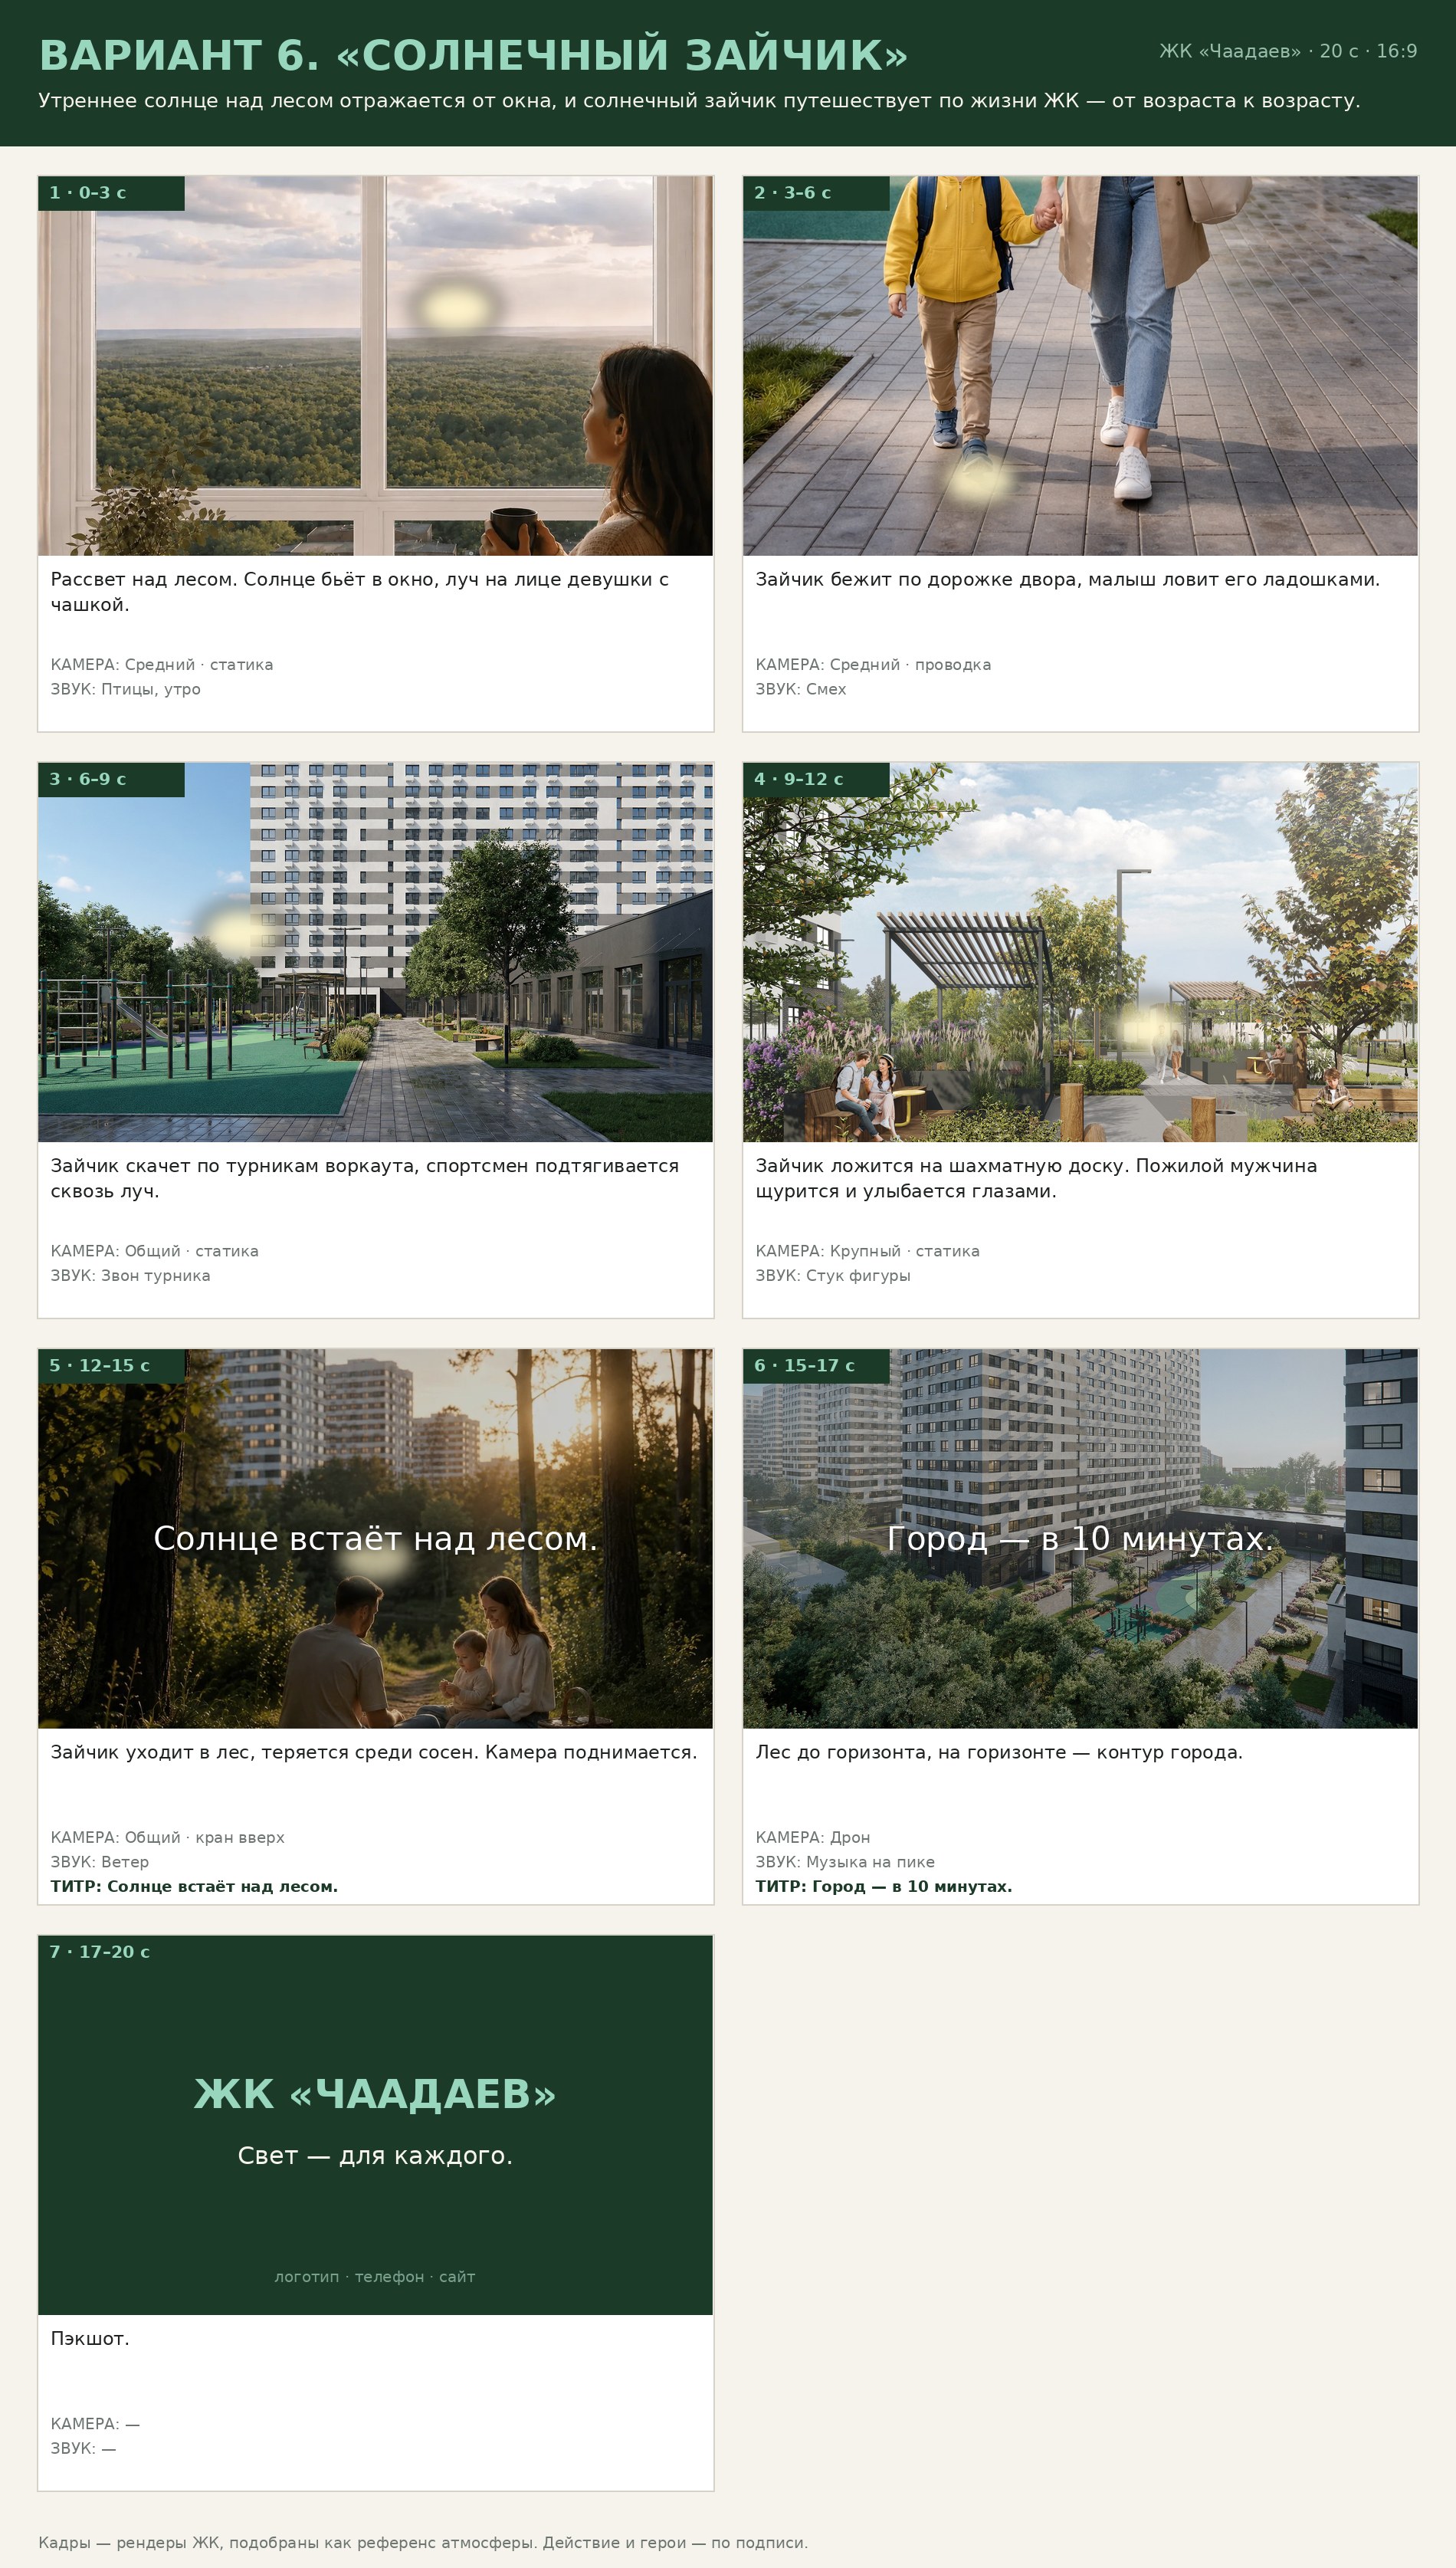 ВАРИАНТ 6. «СОЛНЕЧНЫЙ ЗАЙЧИК»
ЖК «Чаадаев» · 20 с · 16:9
Утреннее солнце над лесом отражается от окна, и солнечный зайчик путешествует по жизни ЖК — от возраста к возрасту.
1 · 0–3 с
Рассвет над лесом. Солнце бьёт в окно, луч на лице девушки с
чашкой.
КАМЕРА: Средний · статика
ЗВУК: Птицы, утро
2 · 3–6 с
Зайчик бежит по дорожке двора, малыш ловит его ладошками.
КАМЕРА: Средний · проводка
ЗВУК: Смех
3 · 6–9 с
Зайчик скачет по турникам воркаута, спортсмен подтягивается
сквозь луч.
КАМЕРА: Общий · статика
ЗВУК: Звон турника
4 · 9–12 с
Зайчик ложится на шахматную доску. Пожилой мужчина
щурится и улыбается глазами.
КАМЕРА: Крупный · статика
ЗВУК: Стук фигуры
5 · 12–15 с
Солнце встаёт над лесом.
Зайчик уходит в лес, теряется среди сосен. Камера поднимается.
КАМЕРА: Общий · кран вверх
ЗВУК: Ветер
ТИТР: Солнце встаёт над лесом.
6 · 15–17 с
Город — в 10 минутах.
Лес до горизонта, на горизонте — контур города.
КАМЕРА: Дрон
ЗВУК: Музыка на пике
ТИТР: Город — в 10 минутах.
7 · 17–20 с
ЖК «ЧААДАЕВ»
Свет — для каждого.
логотип · телефон · сайт
Пэкшот.
КАМЕРА: —
ЗВУК: —
Кадры — рендеры ЖК, подобраны как референс атмосферы. Действие и герои — по подписи.